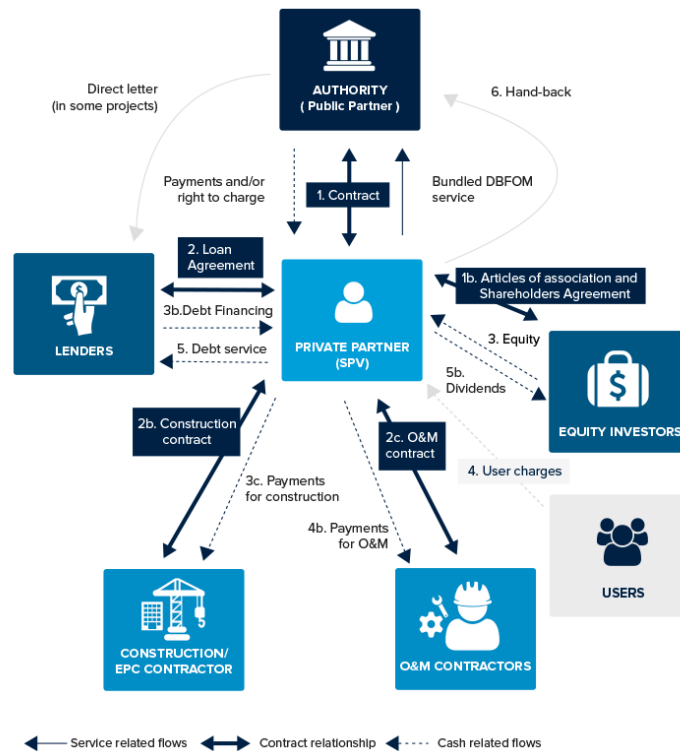 AUTHORITY
( Public Partner )
Direct letter
(in some projects)
6. Hand-back
Payments and/or
right to charge
1. Contract
Bundled DBFOM
service
2. Loan
Agreement
1b. Articles of association and
Shareholders Agreement
3b.Debt Financing
LENDERS
PRIVATE PARTNER
(SPV)
3. Equity
5. Debt service
5b.
Dividends
$
EQUITY INVESTORS
2b. Construction
contract
2c. O&M
contract
4. User charges
3c. Payments
for construction
4b. Payments
for O&M
USERS
CONSTRUCTION/
EPC CONTRACTOR
O&M CONTRACTORS
Service related flows
Contract relationship
Cash related flows